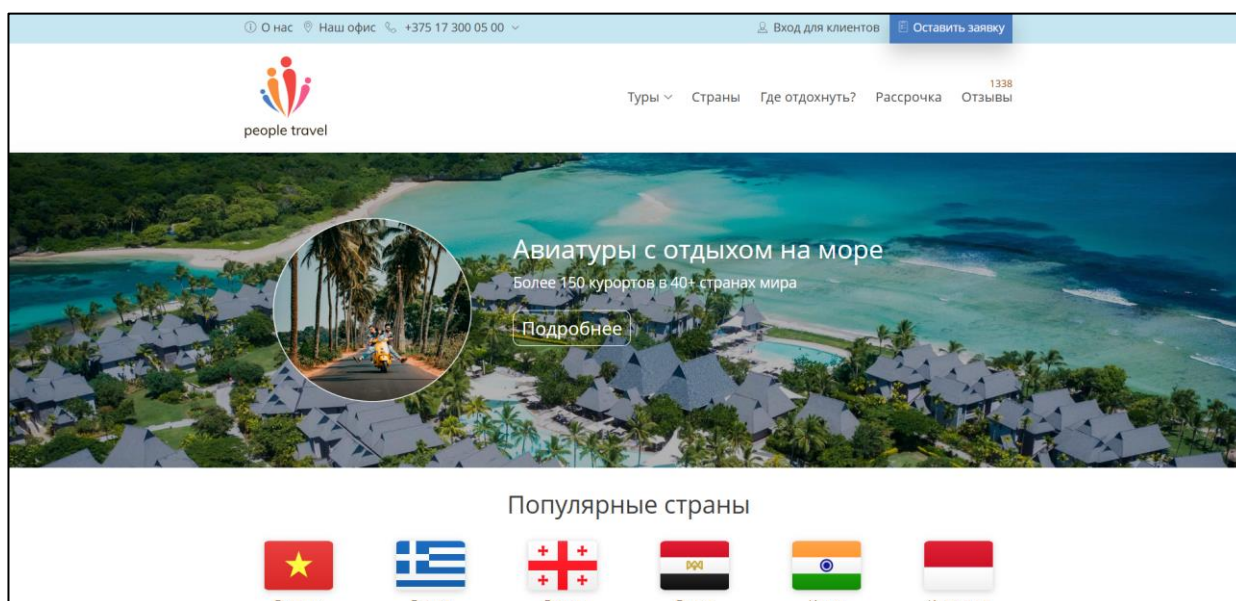 О нас Наш офис +375 17 300 05 00 Вход для клиентов Оставить заявку
people travel
1338
Туры Страны Где отдохнуть? Рассрочка Отзывы
Авиатуры с отдыхом на море
Более 150 курортов в 40+ странах мира
Подробнее
Популярные страны